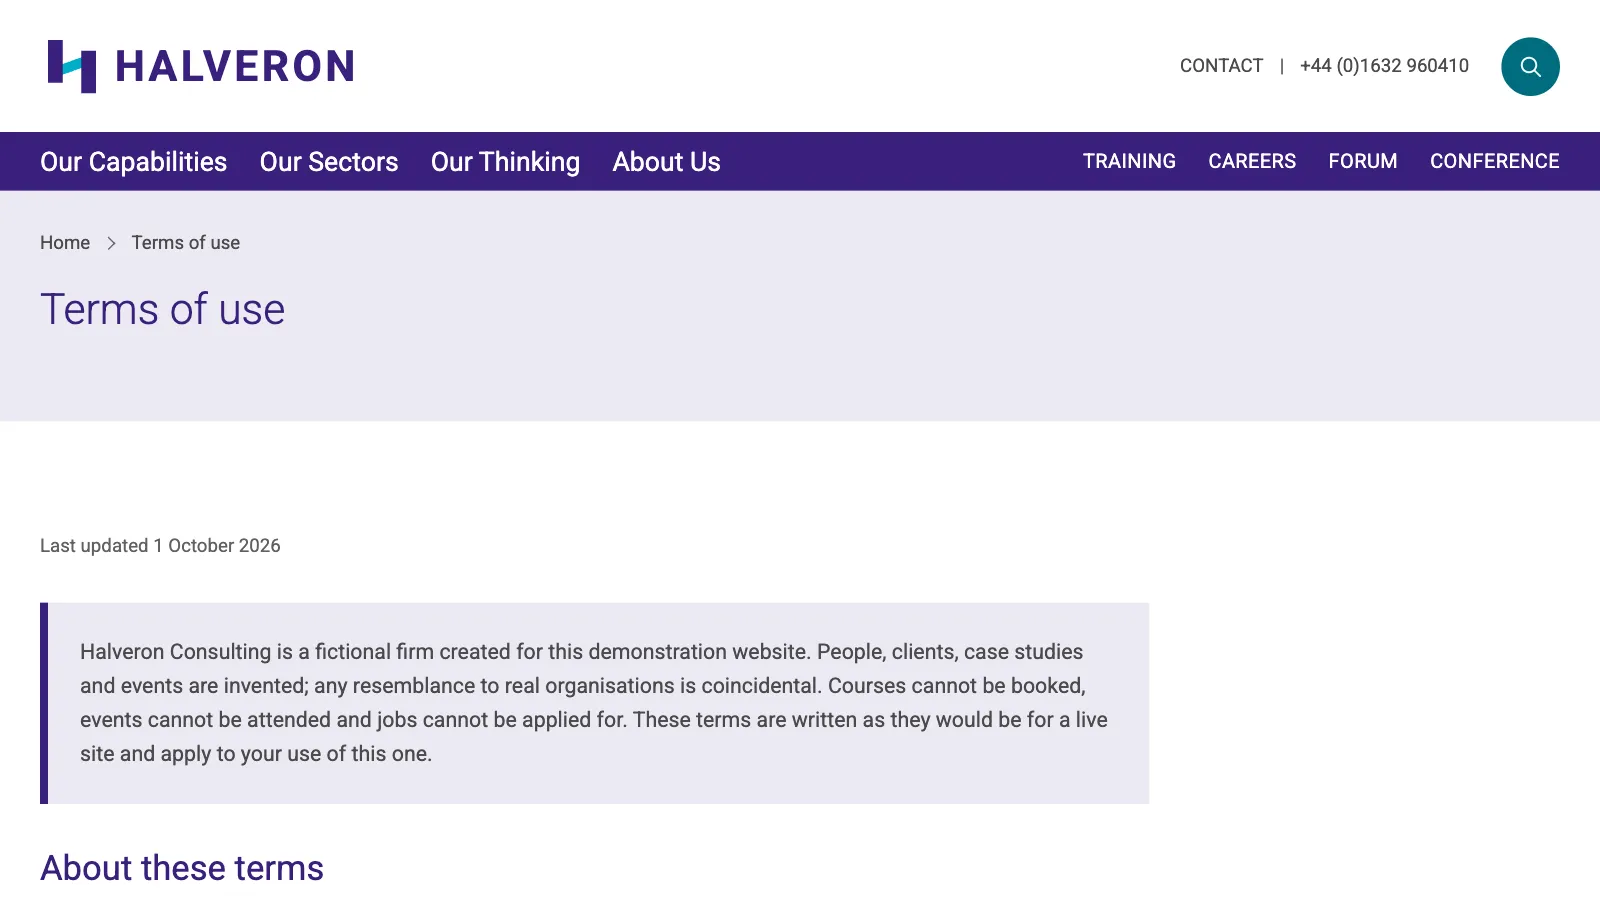 HALVERON
CONTACT | +44 (0)1632 960410
Our Capabilities Our Sectors Our Thinking About Us TRAINING CAREERS FORUM CONFERENCE
Home > Terms of use
Terms of use
Last updated 1 October 2026
Halveron Consulting is a fictional firm created for this demonstration website. People, clients, case studies
and events are invented; any resemblance to real organisations is coincidental. Courses cannot be booked,
events cannot be attended and jobs cannot be applied for. These terms are written as they would be for a live
site and apply to your use of this one.
About these terms